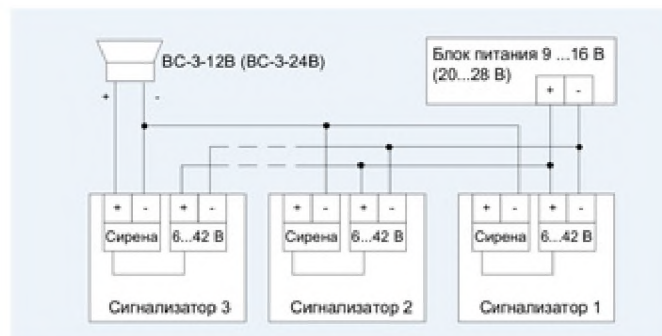 ВС-3-12В (ВС-3-24В)
Блок питания 9 ...16 В
(20...28 В)
+ -
+ -
+ - + -
Сирена 6...42 В
Сигнализатор 3
+ - + -
Сирена 6...42 В
Сигнализатор 2
+ - + -
Сирена 6...42 В
Сигнализатор 1